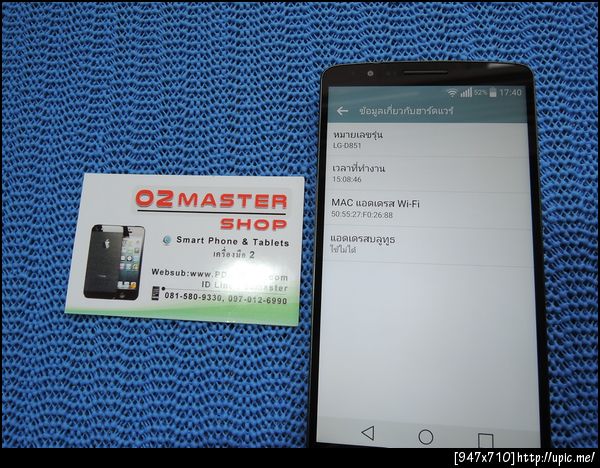 O2MASTER
SHOP
Smart Phone & Tablets
เครื่องมือ 2
Websub:www.PD com
ID Lin master
081-580-9330, 097-012-6990
52% 17:40
ข้อมูลเกี่ยวกับฮาร์ดแวร์
หมายเลขรุ่น
LG-D851
เวลาที่ทำงาน
15:08:46
MAC แอดเดรส Wi-Fi
50:55:27:F0:26:88
แอดเดรสบลูทูธ
ใช้ไม่ได้
[947x710]http://upic.me/